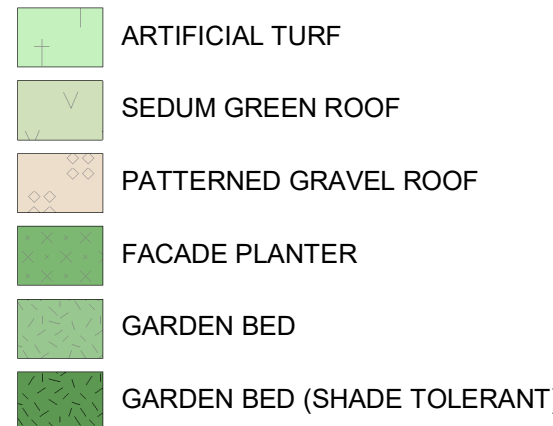 ARTIFICIAL TURF
SEDUM GREEN ROOF
PATTERNED GRAVEL ROOF
FACADE PLANTER
GARDEN BED
GARDEN BED (SHADE TOLERANT)